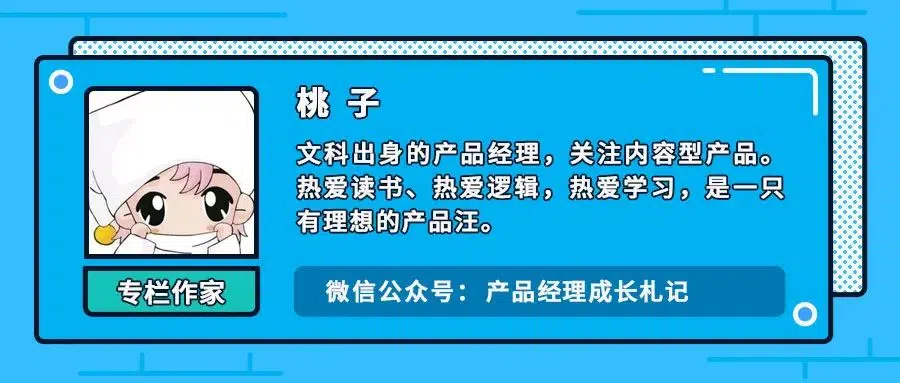 桃子
文科出身的产品经理，关注内容型产品。
热爱读书、热爱逻辑，热爱学习，是一只
有理想的产品汪。
专栏作家
微信公众号：产品经理成长札记